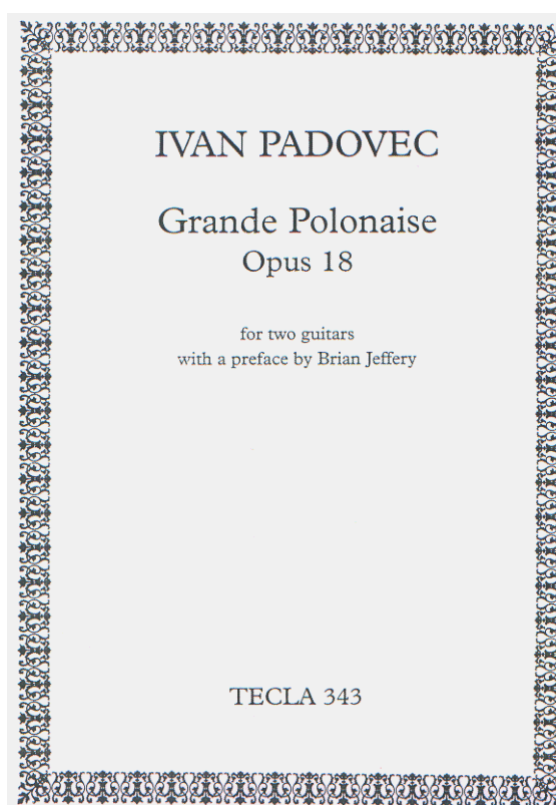 IVAN PADOVEC
Grande Polonaise
Opus 18
for two guitars
with a preface by Brian Jeffery
TECLA 343